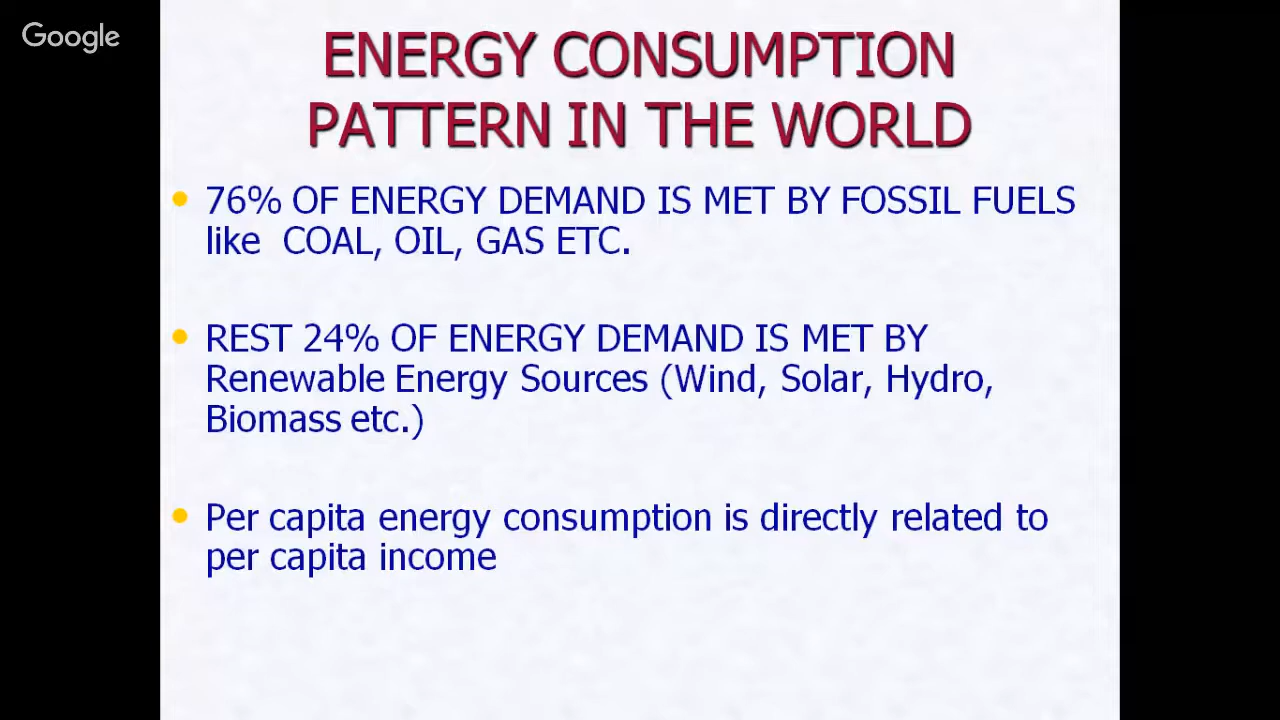 Google
ENERGY CONSUMPTION
PATTERN IN THE WORLD
76% OF ENERGY DEMAND IS MET BY FOSSIL FUELS
like COAL, OIL, GAS ETC.
REST 24% OF ENERGY DEMAND IS MET BY
Renewable Energy Sources (Wind, Solar, Hydro,
Biomass etc.)
Per capita energy consumption is directly related to
per capita income